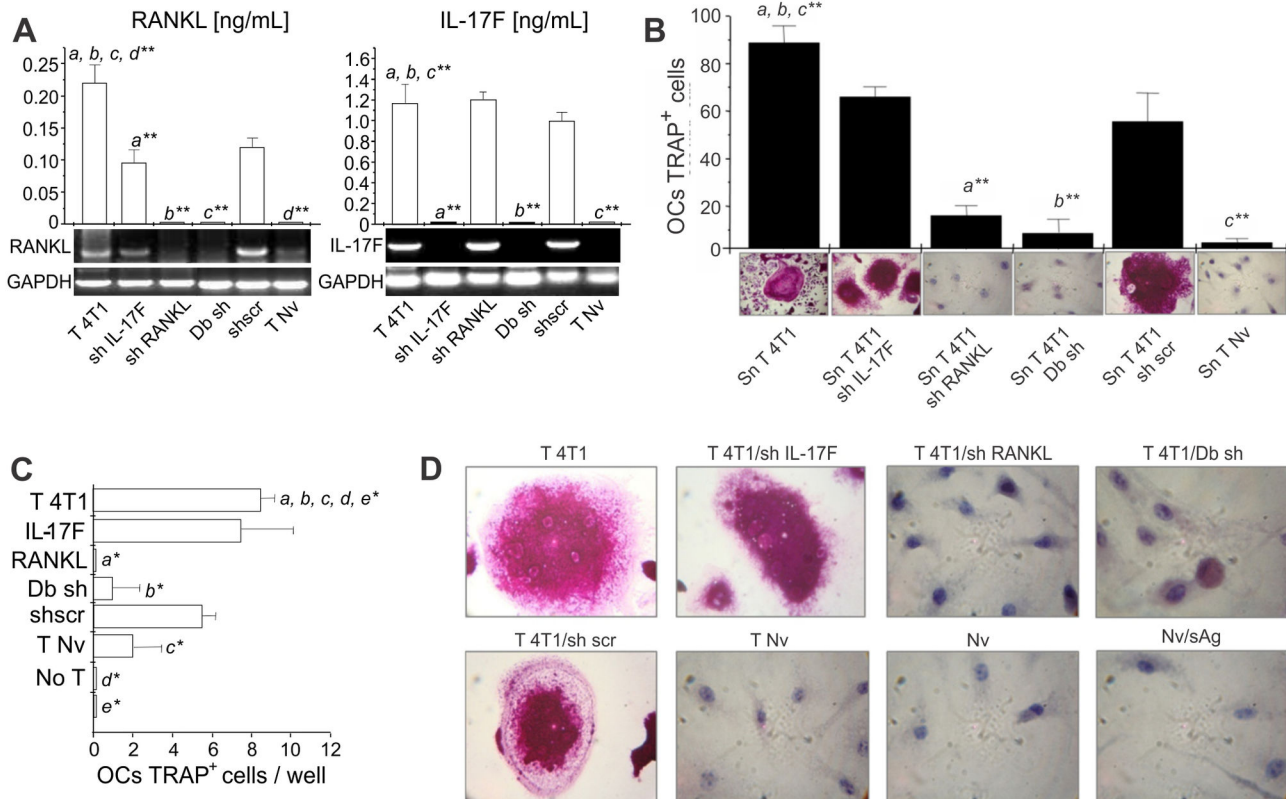 A
RANKL [ng/mL]
a, b, c, d**
0.25
0.20
0.15
0.10
0.05
0
a**
b**
c**
d**
RANKL
GAPDH
T 4T1
sh IL-17F
sh RANKL
Db sh
shscr
T Nv
IL-17F [ng/mL]
a, b, c**
1.6
1.4
1.2
1.0
0.8
0.6
0.4
0.2
0
a**
b**
c**
IL-17F
GAPDH
T 4T1
sh IL-17F
sh RANKL
Db sh
shscr
T Nv
B
OCs TRAP+ cells
100
80
60
40
20
0
a, b, c**
a**
b**
c**
Sn T 4T1
Sn T 4T1
sh IL-17F
Sn T 4T1
sh RANKL
Sn T 4T1
Db sh
Sn T 4T1
sh scr
Sn T Nv
C
T 4T1
a, b, c, d, e*
IL-17F
RANKL
a*
Db sh
b*
shscr
T Nv
c*
No T
d*
e*
0 2 4 6 8 10 12
OCs TRAP+ cells / well
D
T 4T1
T 4T1/sh IL-17F
T 4T1/sh RANKL
T 4T1/Db sh
T 4T1/sh scr
T Nv
Nv
Nv/sAg